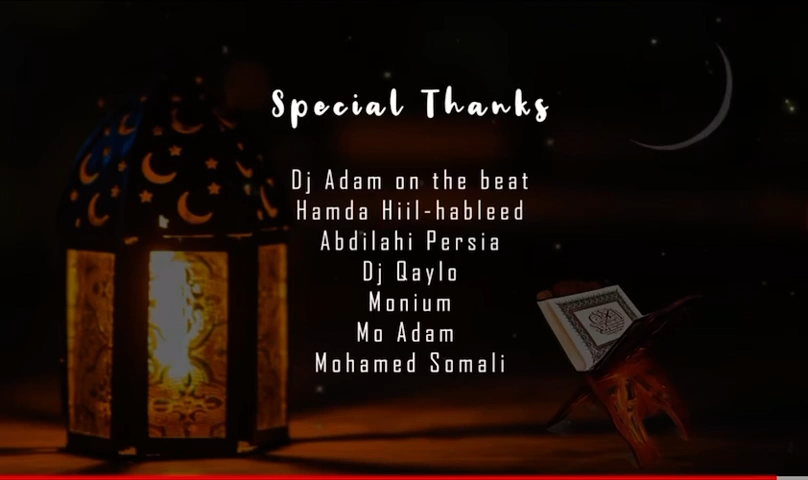 Special Thanks
Dj Adam on the beat
Hamda Hiil-hableed
Abdilahi Persia
Dj Qaylo
Monium
Mo Adam
Mohamed Somali